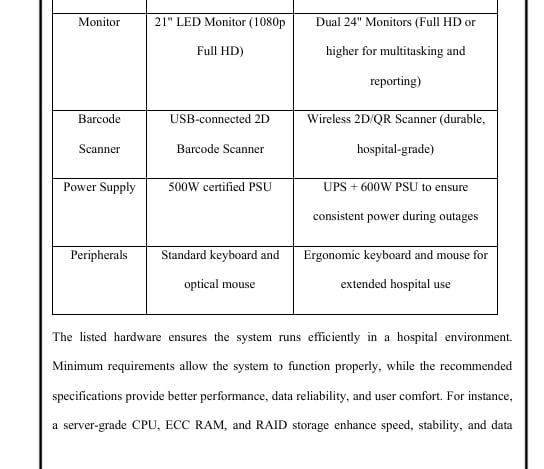 Monitor 21" LED Monitor (1080p Dual 24" Monitors (Full HD or
Full HD) higher for multitasking and
reporting)
Barcode USB-connected 2D Wireless 2D/QR Scanner (durable,
Scanner Barcode Scanner hospital-grade)
Power Supply 500W certified PSU UPS + 600W PSU to ensure
consistent power during outages
Peripherals Standard keyboard and Ergonomic keyboard and mouse for
optical mouse extended hospital use
The listed hardware ensures the system runs efficiently in a hospital environment.
Minimum requirements allow the system to function properly, while the recommended
specifications provide better performance, data reliability, and user comfort. For instance,
a server-grade CPU, ECC RAM, and RAID storage enhance speed, stability, and data